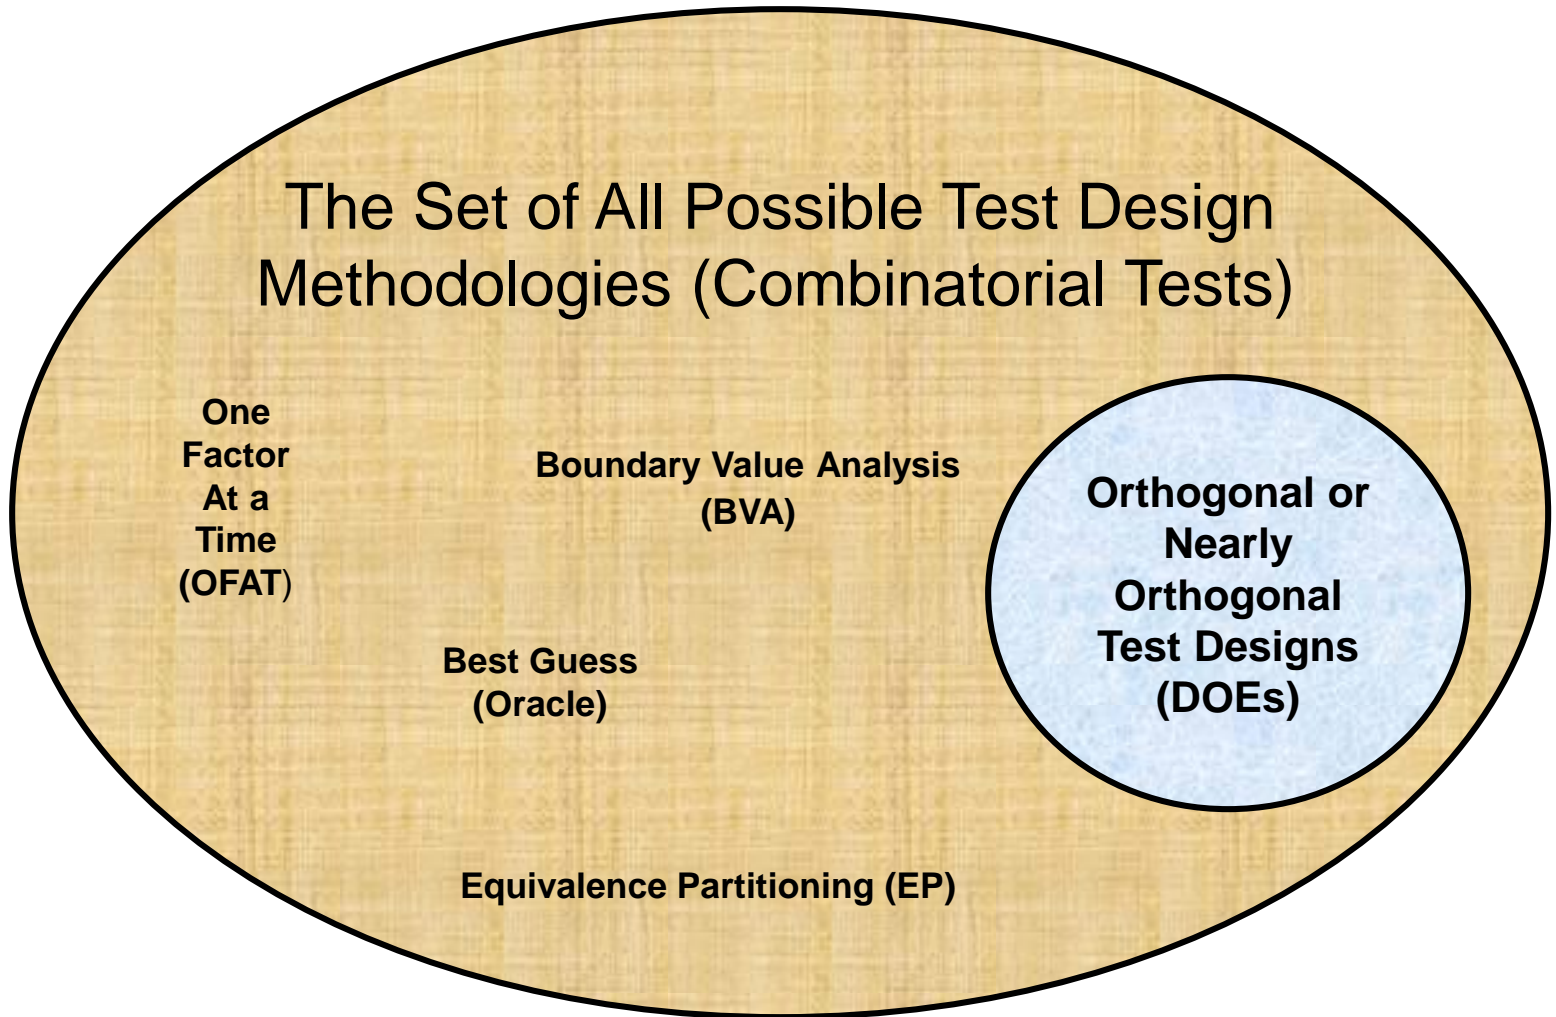 The Set of All Possible Test Design
Methodologies (Combinatorial Tests)
One
Factor
At a
Time
(OFAT)
Boundary Value Analysis
(BVA)
Best Guess
(Oracle)
Equivalence Partitioning (EP)
Orthogonal or
Nearly
Orthogonal
Test Designs
(DOEs)